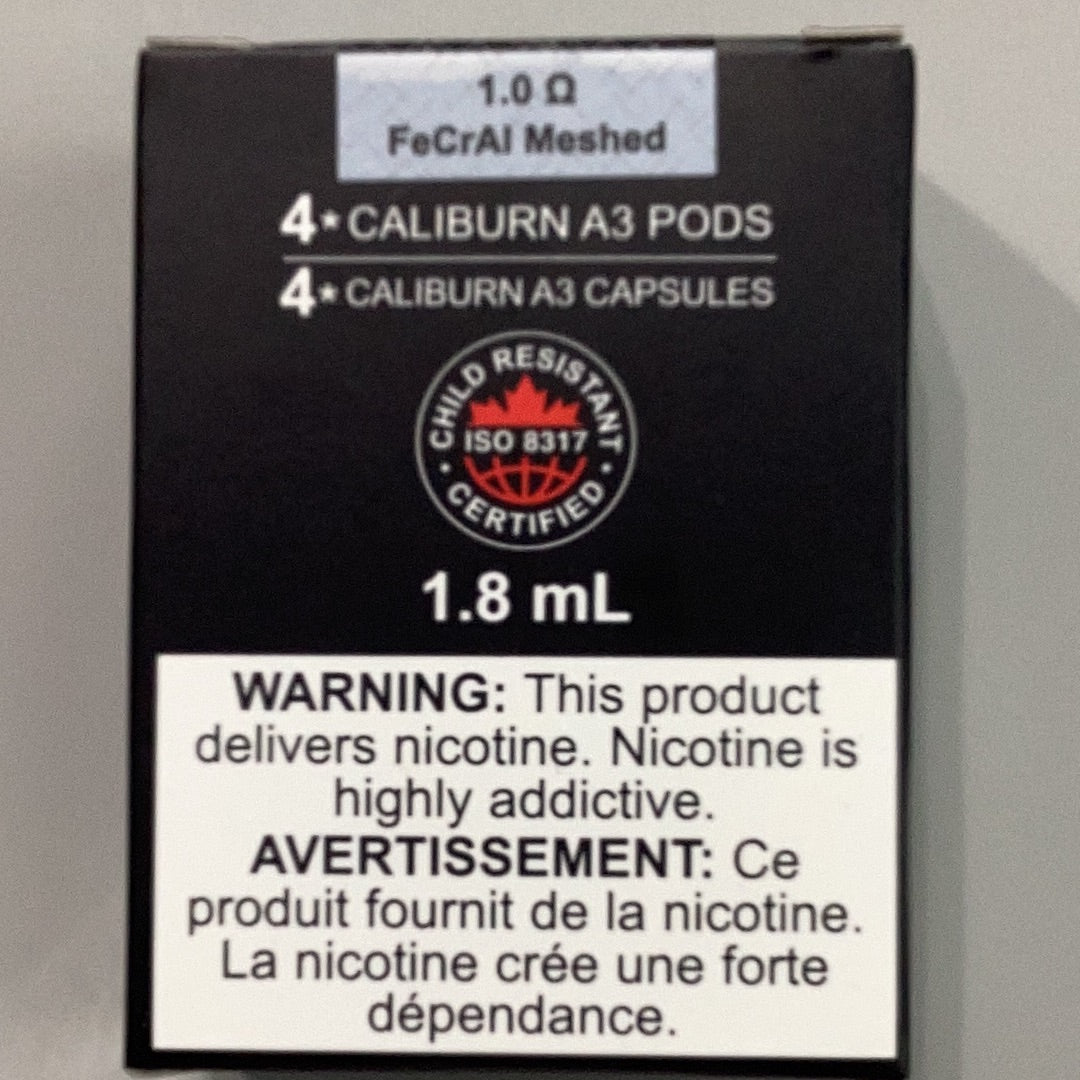 1.0 Ω
FeCrAl Meshed
4* CALIBURN A3 PODS
4* CALIBURN A3 CAPSULES
CHILD RESISTANT
ISO 8317
• CERTIFIED •
1.8 mL
WARNING: This product
delivers nicotine. Nicotine is
highly addictive.
AVERTISSEMENT: Ce
produit fournit de la nicotine.
La nicotine crée une forte
dépendance.